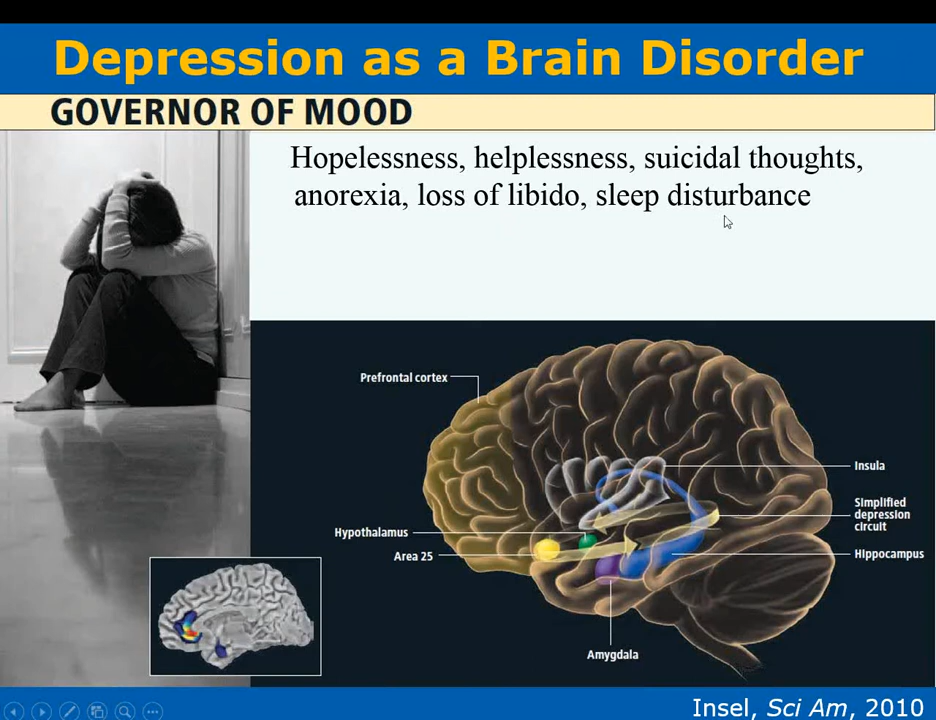 Depression as a Brain Disorder
GOVERNOR OF MOOD
Hopelessness, helplessness, suicidal thoughts,
anorexia, loss of libido, sleep disturbance
Prefrontal cortex
Insula
Simplified
depression
circuit
Hypothalamus
Area 25
HIppocampus
Amygdala
Insel, Sci Am, 2010